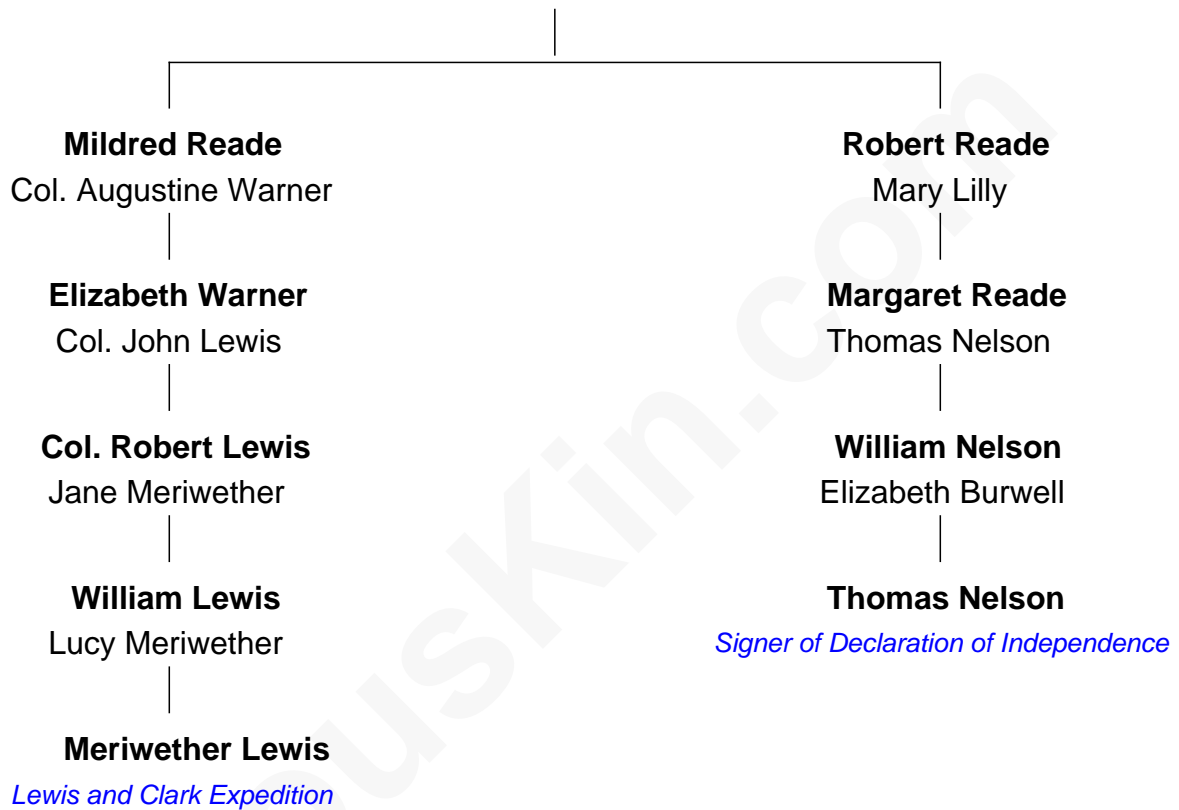 Mildred Reade
Col. Augustine Warner
Elizabeth Warner
Col. John Lewis
Col. Robert Lewis
Jane Meriwether
William Lewis
Lucy Meriwether
Meriwether Lewis
Lewis and Clark Expedition
Robert Reade
Mary Lilly
Margaret Reade
Thomas Nelson
William Nelson
Elizabeth Burwell
Thomas Nelson
Signer of Declaration of Independence
ousKin.com